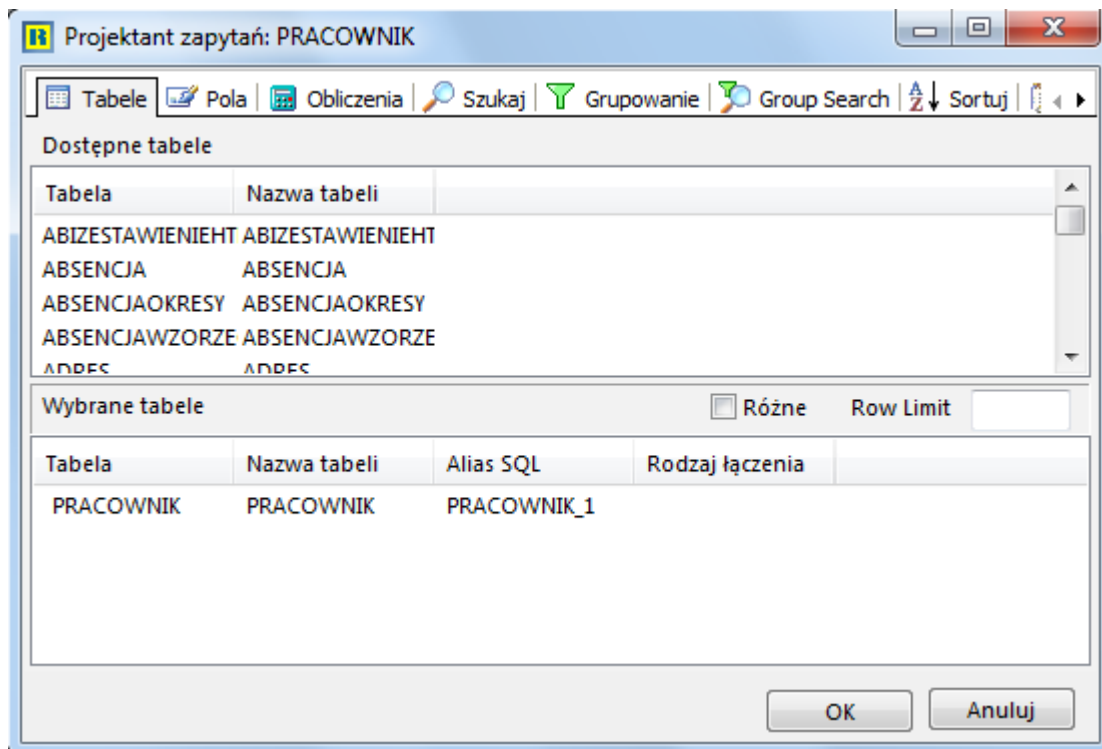 Projektant zapytań: PRACOWNIK
Tabele Pola Obliczenia Szukaj Grupowanie Group Search Sortuj
Dostępne tabele
Tabela Nazwa tabeli
ABIZESTAWIENIEHT ABIZESTAWIENIEHT
ABSENCJA ABSENCJA
ABSENCJAOKRESY ABSENCJAOKRESY
ABSENCJAWZORZE ABSENCJAWZORZE
ADRES ADRES
Wybrane tabele Różne Row Limit
Tabela Nazwa tabeli Alias SQL Rodzaj łączenia
PRACOWNIK PRACOWNIK PRACOWNIK_1
OK Anuluj